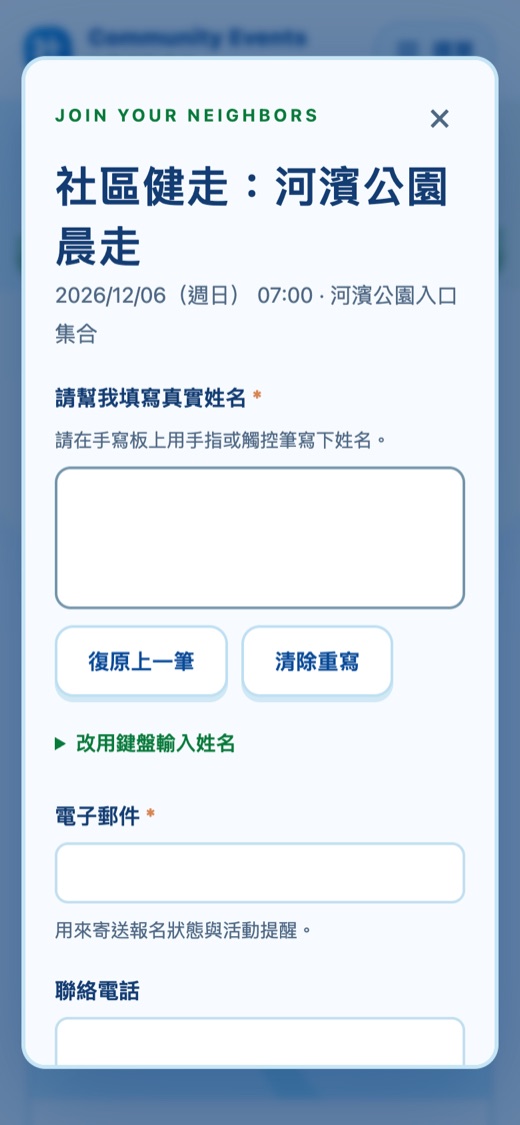 Community Events
JOIN YOUR NEIGHBORS
×
社區健走：河濱公園
晨走
2026/12/06（週日） 07:00 · 河濱公園入口
集合
請幫我填寫真實姓名 *
請在手寫板上用手指或觸控筆寫下姓名。
復原上一筆
清除重寫
▶ 改用鍵盤輸入姓名
電子郵件 *
用來寄送報名狀態與活動提醒。
聯絡電話